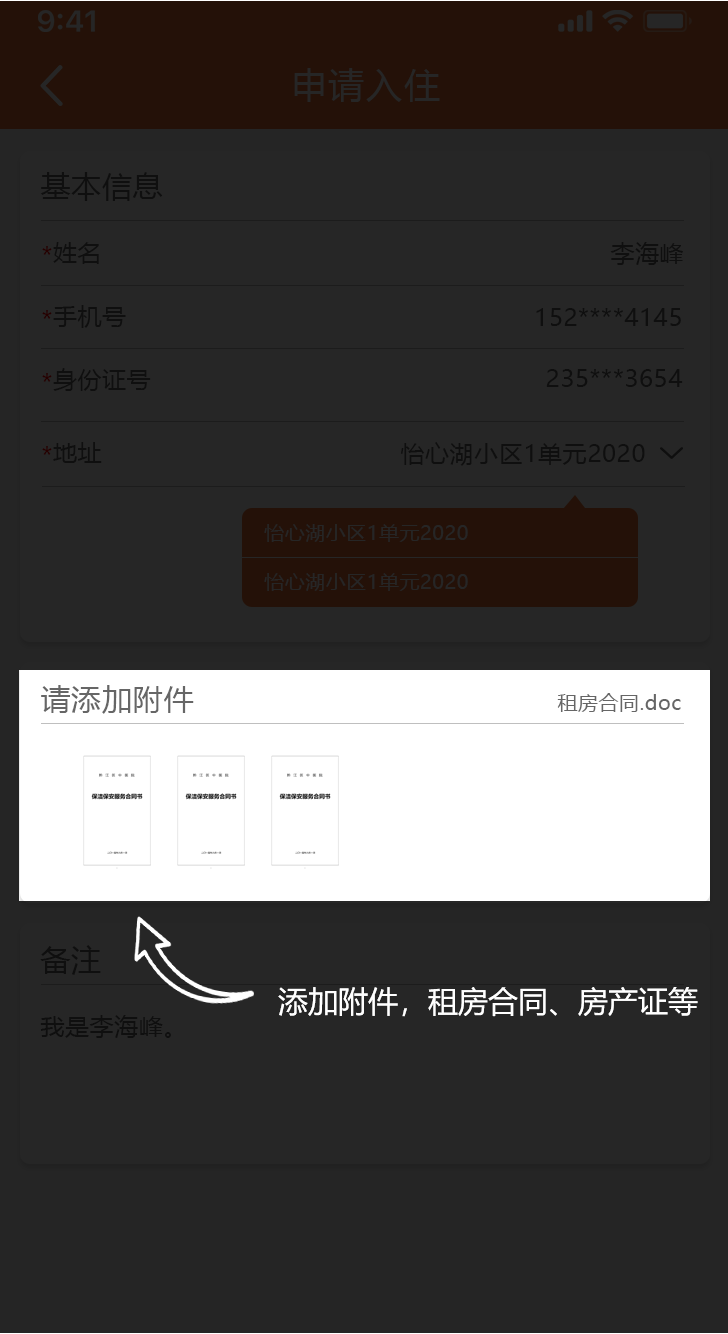 9:41
申请入住
基本信息
*姓名 李海峰
*手机号 152****4145
*身份证号 235***3654
*地址 怡心湖小区1单元2020
怡心湖小区1单元2020
怡心湖小区1单元2020
请添加附件 租房合同.doc
保洁保安服务合同书 保洁保安服务合同书 保洁保安服务合同书
备注
添加附件，租房合同、房产证等
我是李海峰。